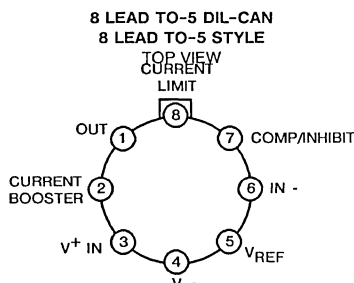 8 LEAD TO-5 DIL-CAN
8 LEAD TO-5 STYLE
TOP VIEW
CURRENT
LIMIT
8
OUT
1
7
COMP/INHIBIT
CURRENT
BOOSTER
2
6
IN -
V+ IN
3
5
VREF
4